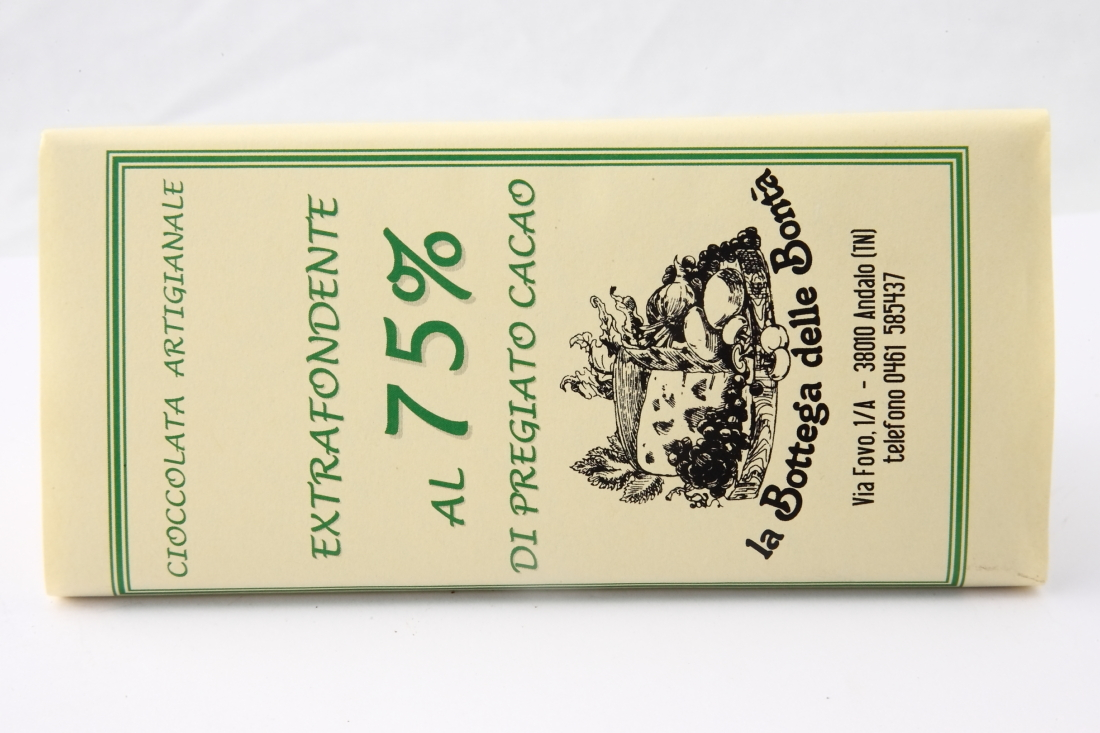 CIOCCOLATA ARTIGIANALE
EXTRAFONDENTE
AL 75%
DI PREGIATO CACAO
la Bottega delle Bontà
Via Fovo, 1/A - 38010 Andalo (TN)
telefono 0461 585437